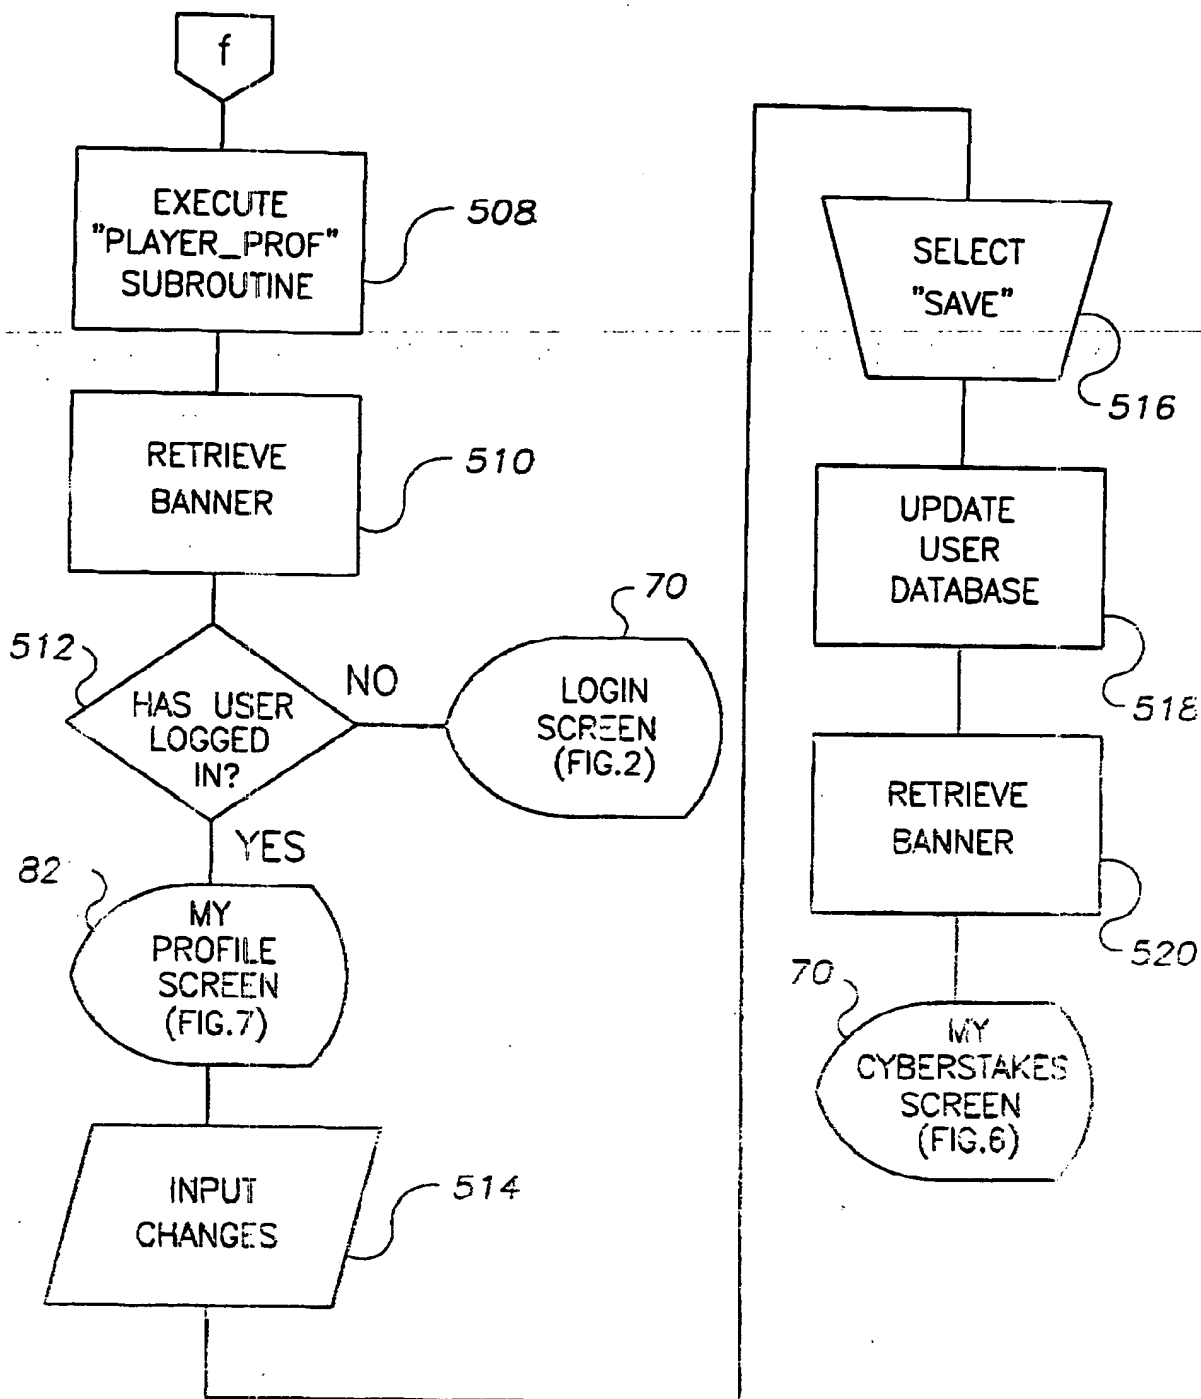 f
EXECUTE
"PLAYER_PROF"
SUBROUTINE
508
RETRIEVE
BANNER
510
512
HAS USER
LOGGED
IN?
NO
70
LOGIN
SCREEN
(FIG.2)
YES
82
MY
PROFILE
SCREEN
(FIG.7)
INPUT
CHANGES
514
SELECT
"SAVE"
516
UPDATE
USER
DATABASE
518
RETRIEVE
BANNER
520
70
MY
CYBERSTAKES
SCREEN
(FIG.6)